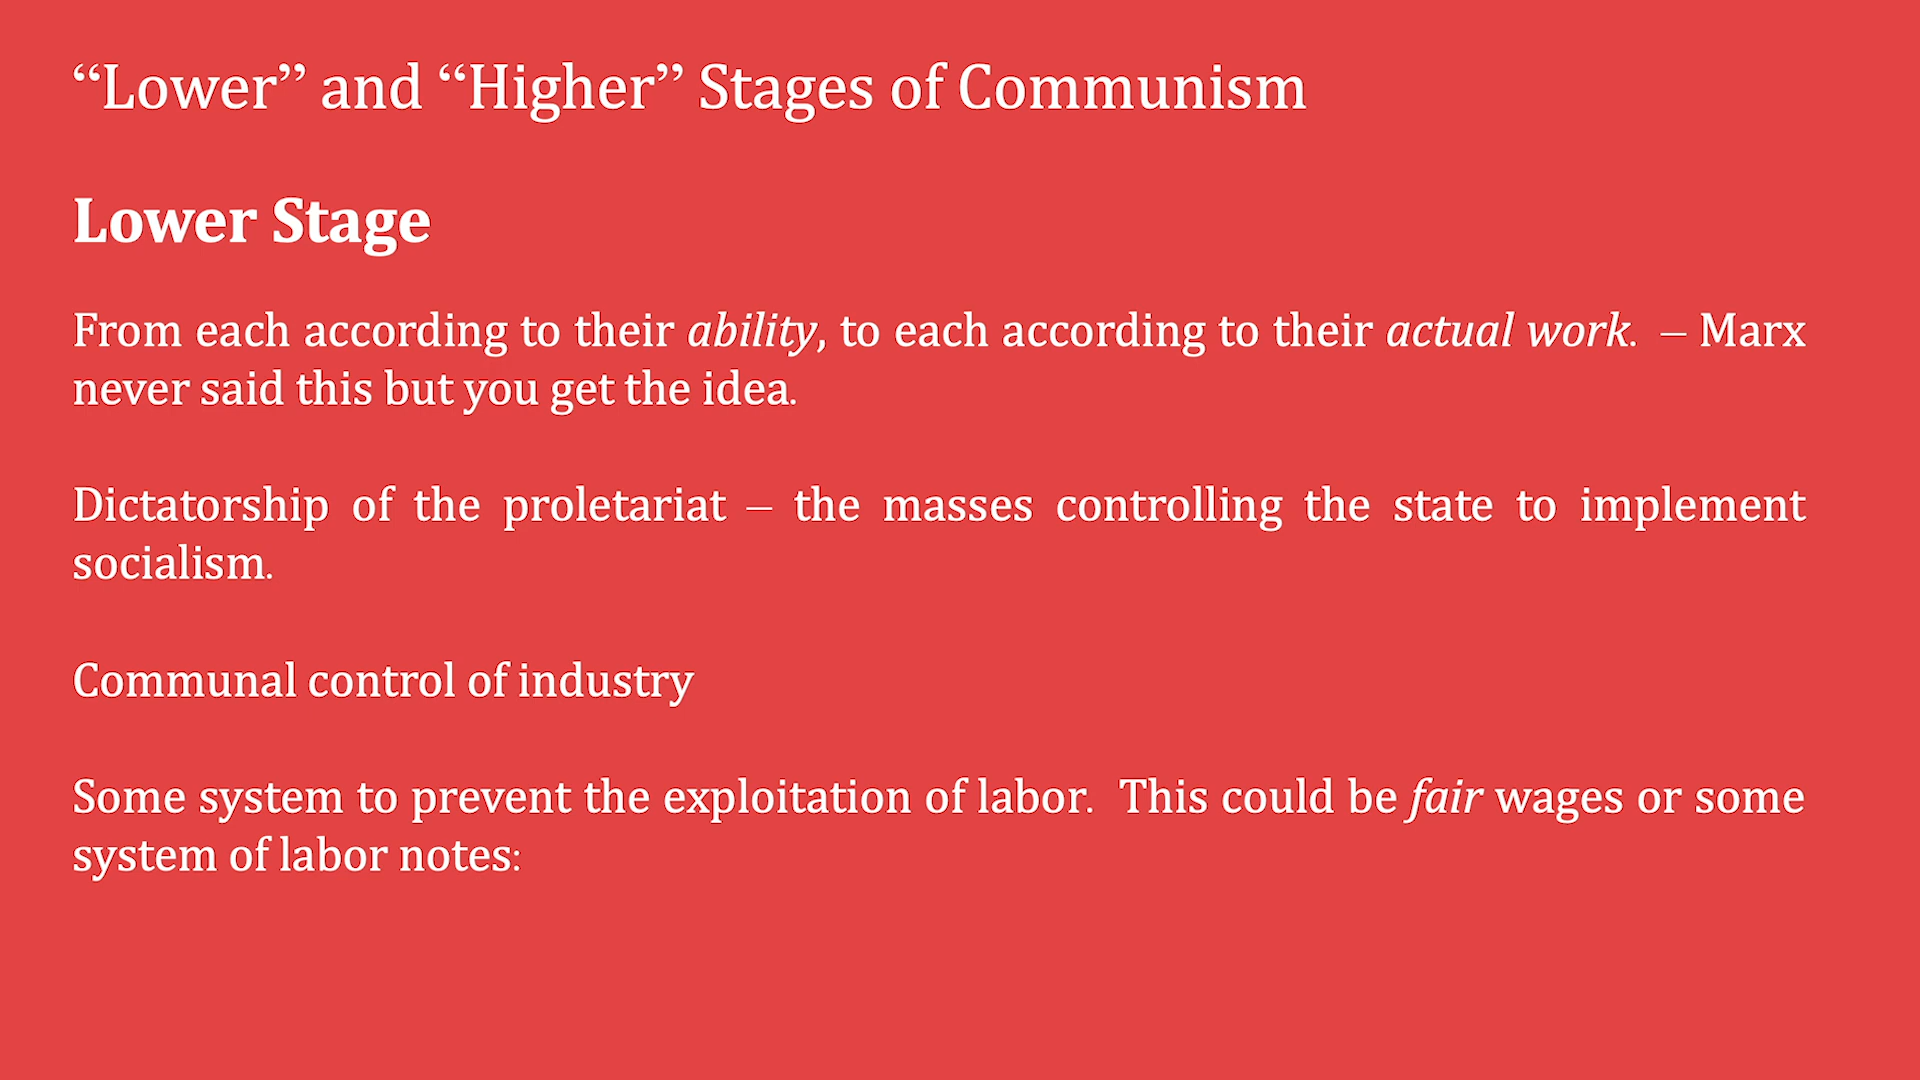 “Lower” and “Higher” Stages of Communism
Lower Stage
From each according to their ability, to each according to their actual work.  – Marx
never said this but you get the idea.
Dictatorship of the proletariat – the masses controlling the state to implement
socialism.
Communal control of industry
Some system to prevent the exploitation of labor.  This could be fair wages or some
system of labor notes: